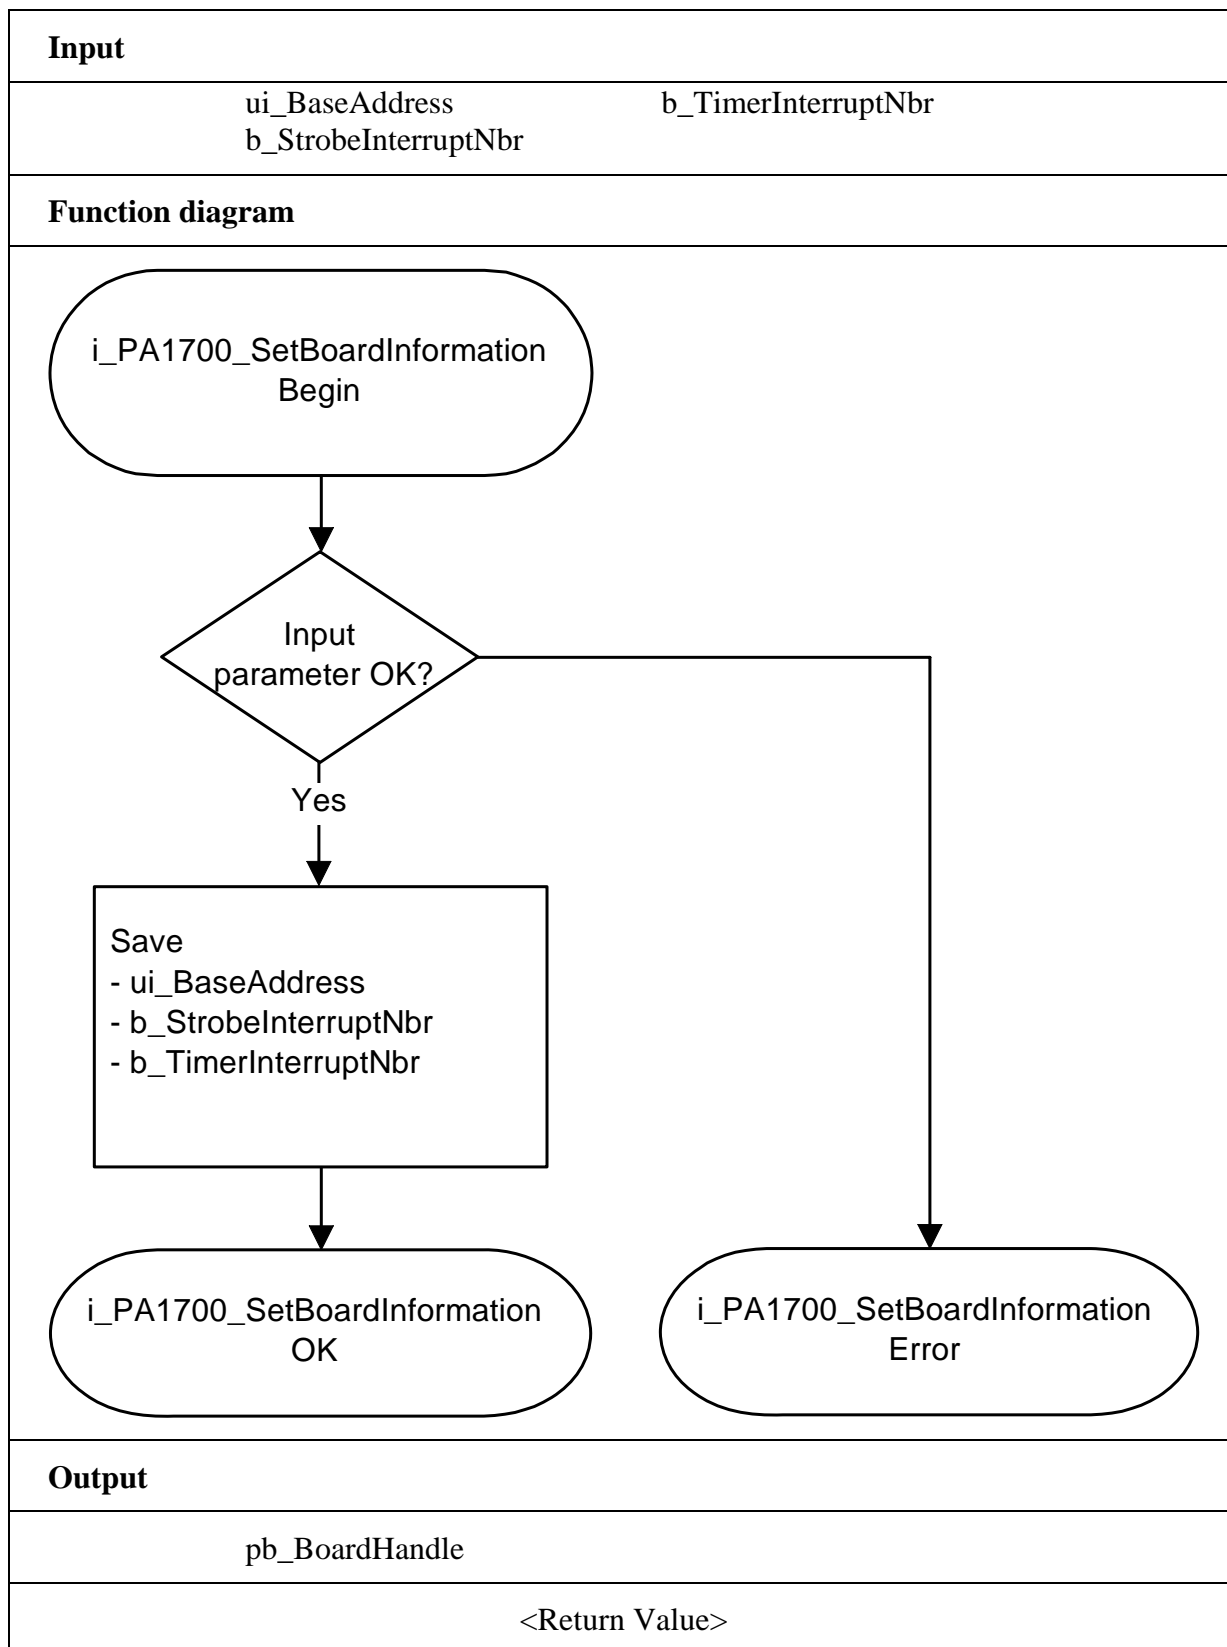 Input
ui_BaseAddress b_TimerInterruptNbr
b_StrobeInterruptNbr
Function diagram
i_PA1700_SetBoardInformation
Begin
Input
parameter OK?
Yes
Save
- ui_BaseAddress
- b_StrobeInterruptNbr
- b_TimerInterruptNbr
i_PA1700_SetBoardInformation
OK
i_PA1700_SetBoardInformation
Error
Output
pb_BoardHandle
<Return Value>